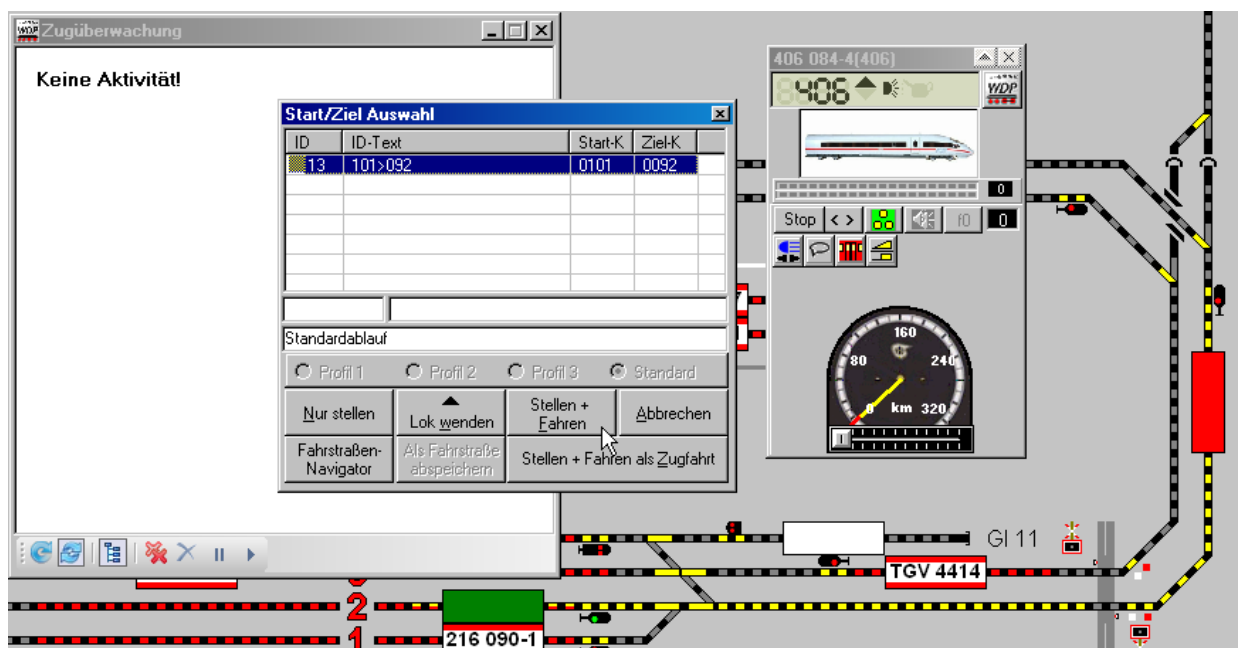 WDP Zugüberwachung
Keine Aktivität!
Start/Ziel Auswahl
ID ID-Text Start-K Ziel-K
13 101>092 0101 0092
Standardablauf
Profil 1 Profil 2 Profil 3 Standard
Nur stellen
Lok wenden
Stellen +
Fahren
Abbrechen
Fahrstraßen-
Navigator
Als Fahrstraße
abspeichern
Stellen + Fahren als Zugfahrt
406 084-4(406)
406
WDP
0
Stop < > f0 0
160
80 240
0 km 320
Gl 11
TGV 4414
2
1 216 090-1